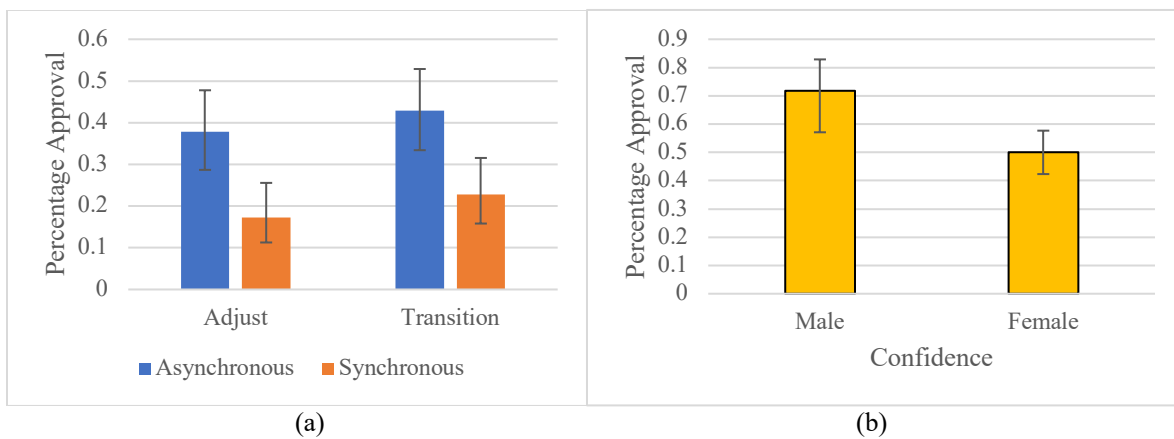 Percentage Approval
0.6
0.5
0.4
0.3
0.2
0.1
0
Adjust
Transition
Asynchronous
Synchronous
(a)
Percentage Approval
0.9
0.8
0.7
0.6
0.5
0.4
0.3
0.2
0.1
0
Male
Female
Confidence
(b)